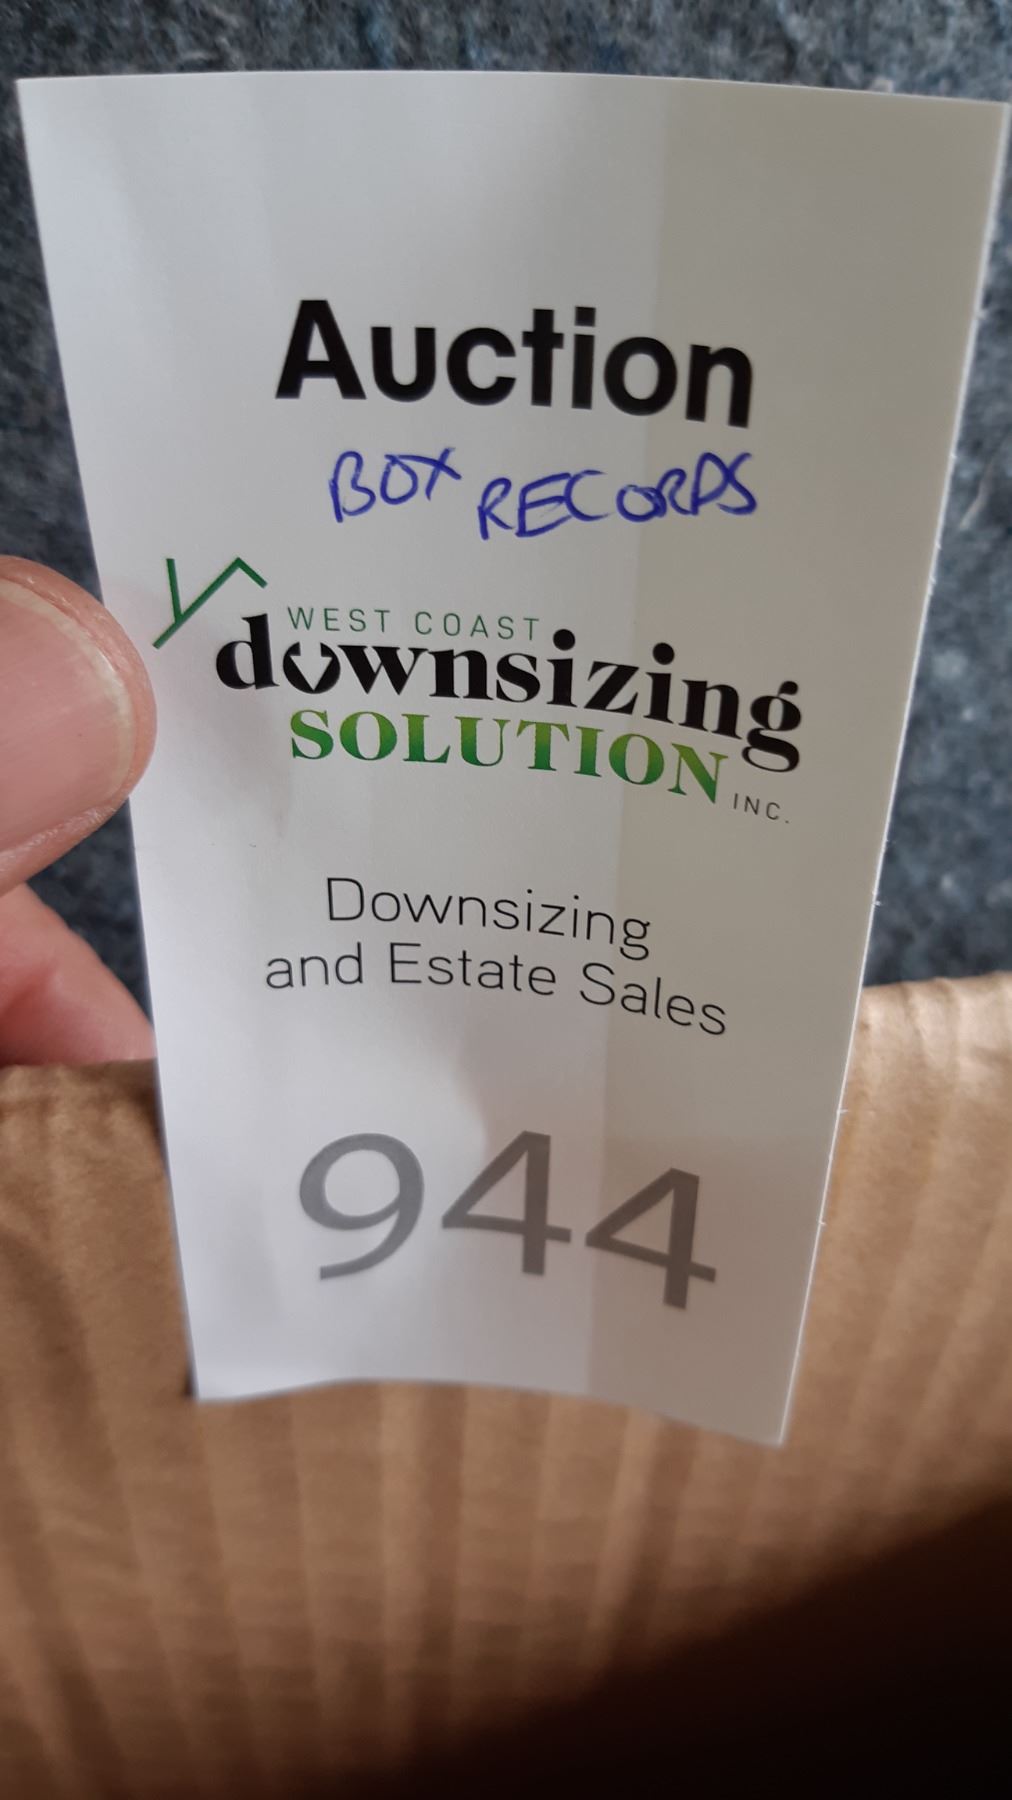 Auction
BOX RECORDS
WEST COAST
downsizing
SOLUTION
INC.
Downsizing
and Estate Sales
944